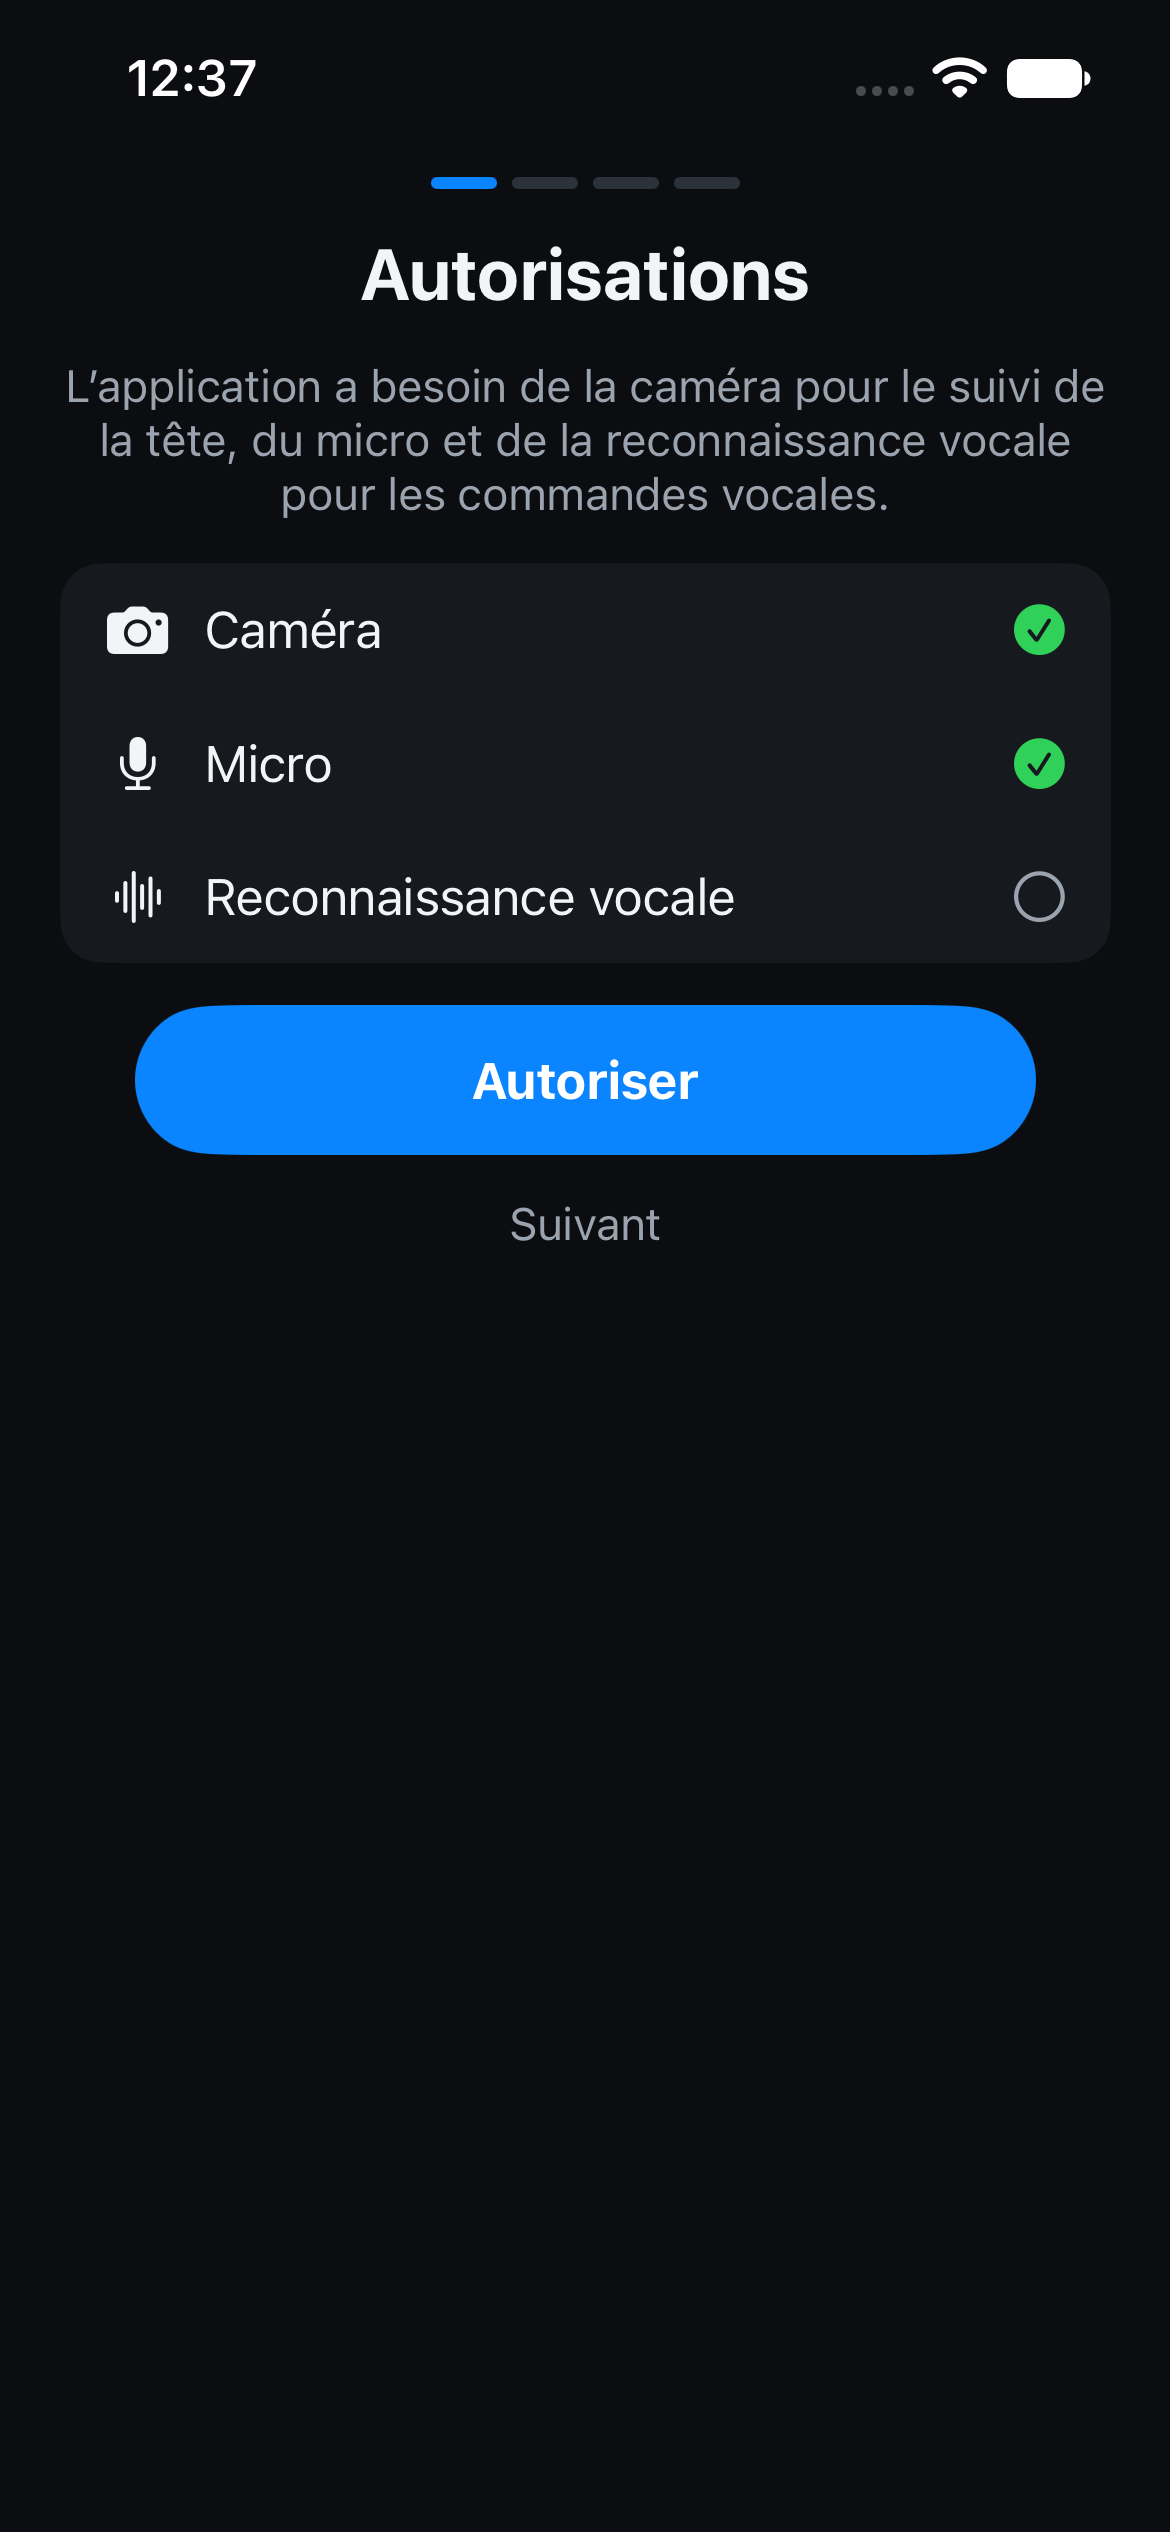 12:37
Autorisations
L’application a besoin de la caméra pour le suivi de
la tête, du micro et de la reconnaissance vocale
pour les commandes vocales.
Caméra
Micro
Reconnaissance vocale
Autoriser
Suivant